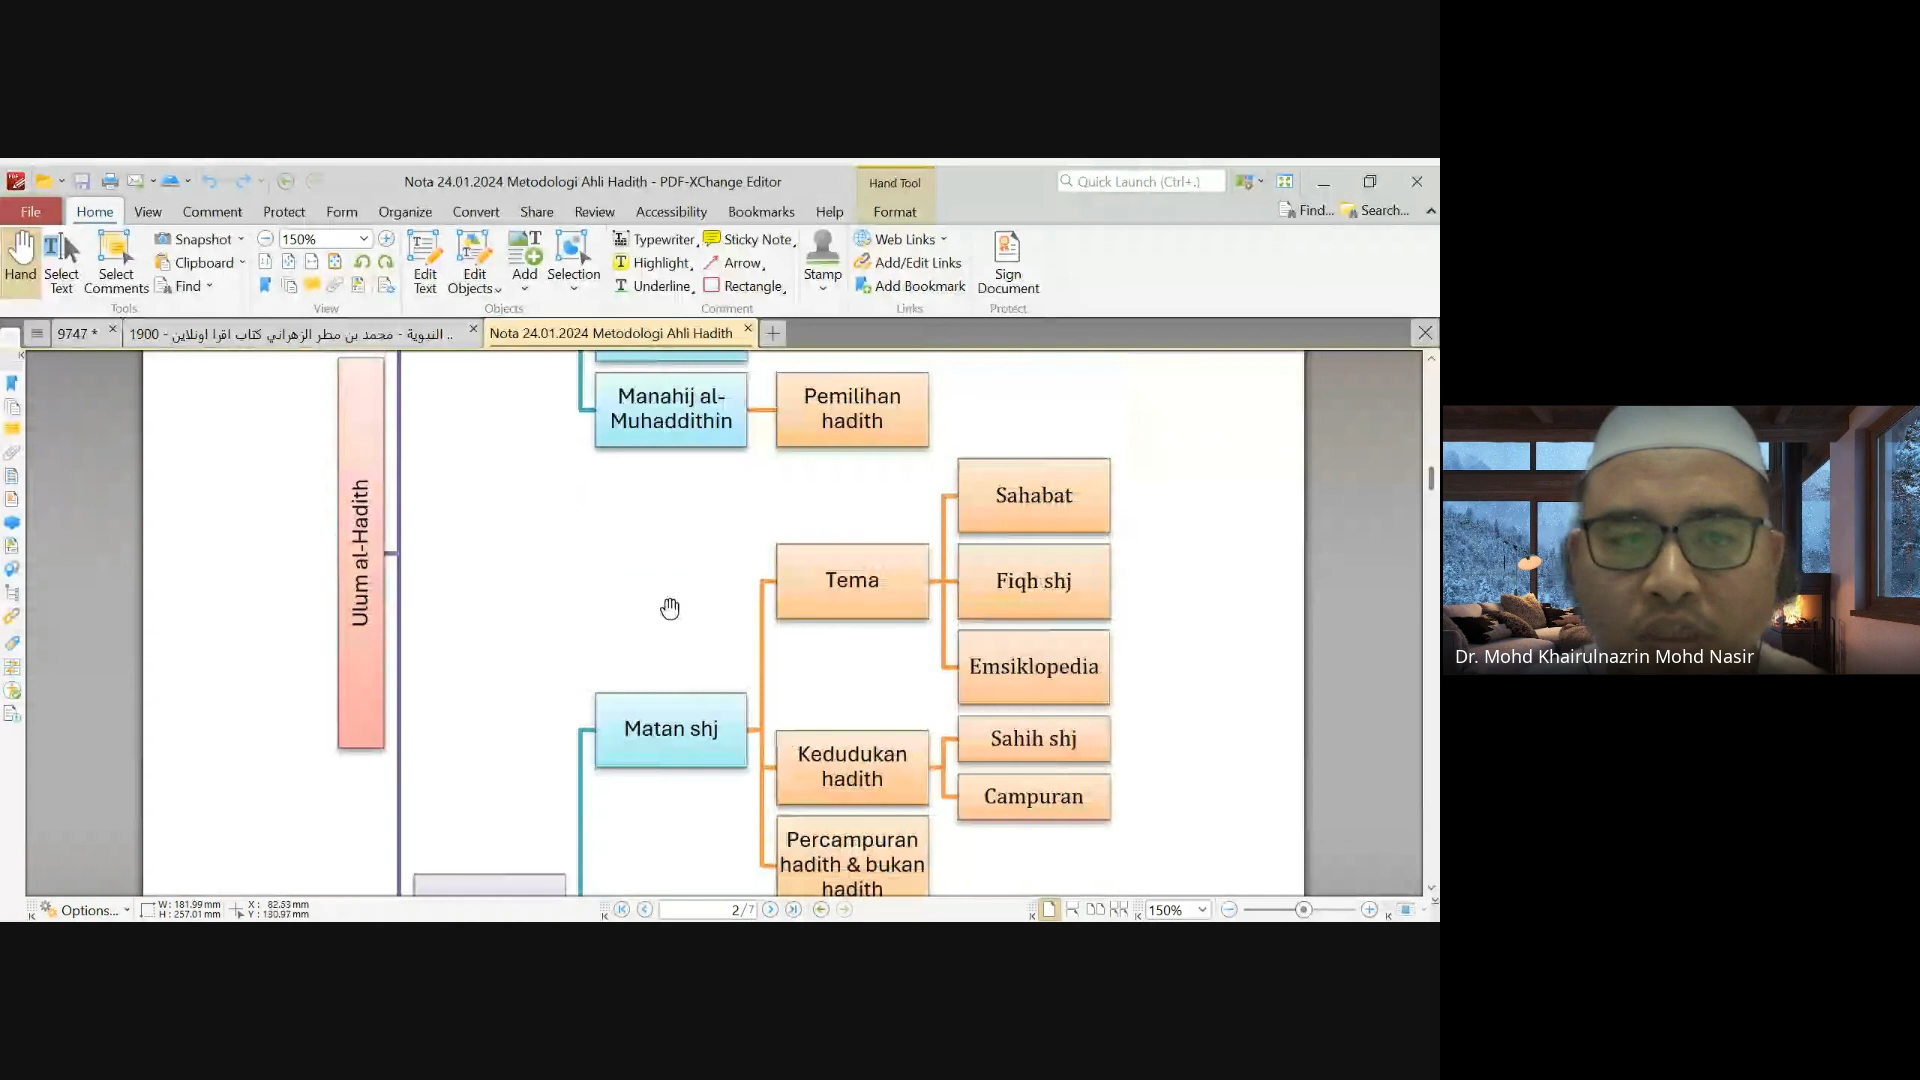 Nota 24.01.2024 Metodologi Ahli Hadith - PDF-XChange Editor
Hand Tool
Quick Launch (Ctrl+.)
File Home View Comment Protect Form Organize Convert Share Review Accessibility Bookmarks Help Format
Find... Search...
Hand
Select Text
Select Comments
Snapshot
Clipboard
Find
Tools
150%
View
Edit Text
Edit Objects
Add
Selection
Objects
Typewriter
Highlight
Underline
Sticky Note
Arrow
Rectangle
Comment
Stamp
Web Links
Add/Edit Links
Add Bookmark
Links
Sign Document
Protect
9747 *
النبوية - محمد بن مطر الزهراني كتاب اقرا اونلاين - 1900 ..
Nota 24.01.2024 Metodologi Ahli Hadith
Ulum al-Hadith
Manahij al-
Muhaddithin
Pemilihan
hadith
Sahabat
Tema
Fiqh shj
Emsiklopedia
Matan shj
Kedudukan
hadith
Sahih shj
Campuran
Percampuran
hadith & bukan
hadith
Dr. Mohd Khairulnazrin Mohd Nasir
Options...
W: 181.99 mm
H: 257.01 mm
X: 82.53 mm
Y: 130.97 mm
2/7
150%